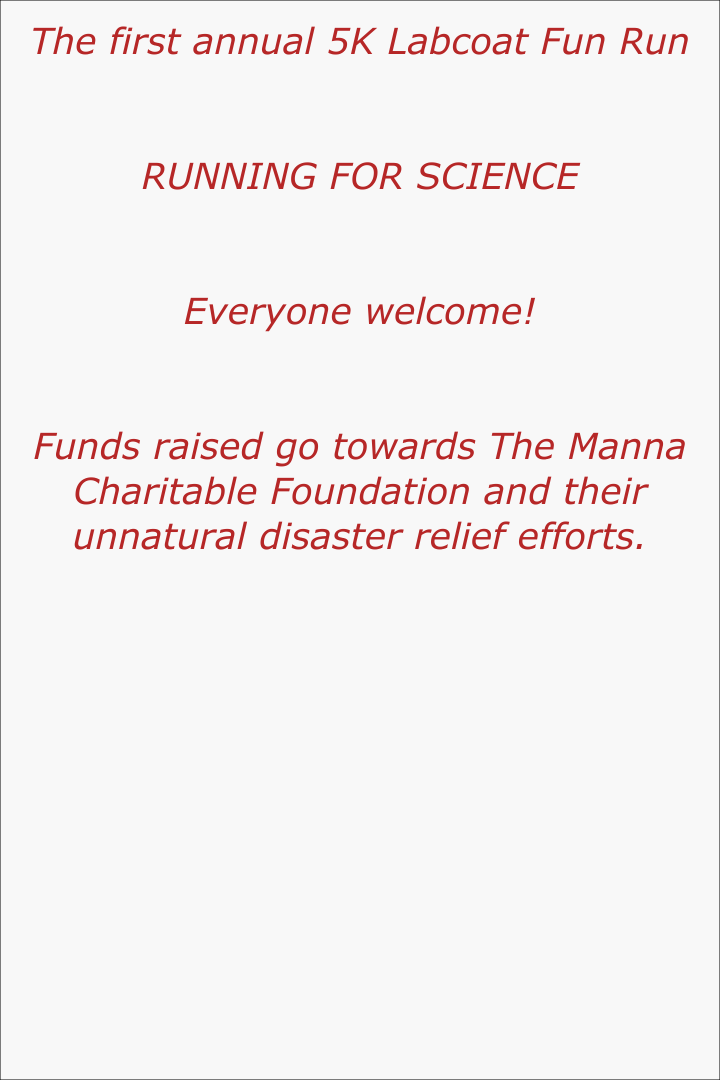 The first annual 5K Labcoat Fun Run
RUNNING FOR SCIENCE
Everyone welcome!
Funds raised go towards The Manna
Charitable Foundation and their
unnatural disaster relief efforts.